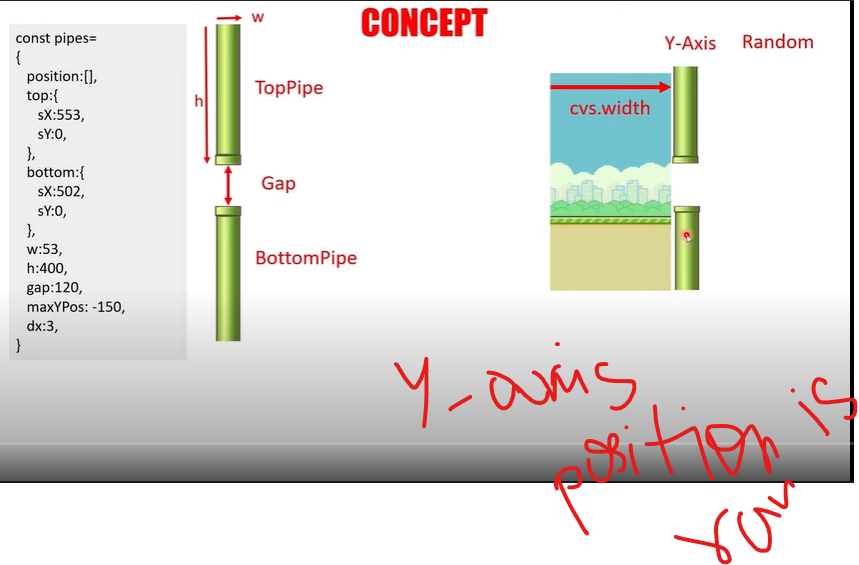 CONCEPT
const pipes=
{
position:[],
top:{
sX:553,
sY:0,
},
bottom:{
sX:502,
sY:0,
},
w:53,
h:400,
gap:120,
maxYPos: -150,
dx:3,
}
w
h
TopPipe
Gap
BottomPipe
Y-Axis Random
cvs.width
Y-axis
position is
ran